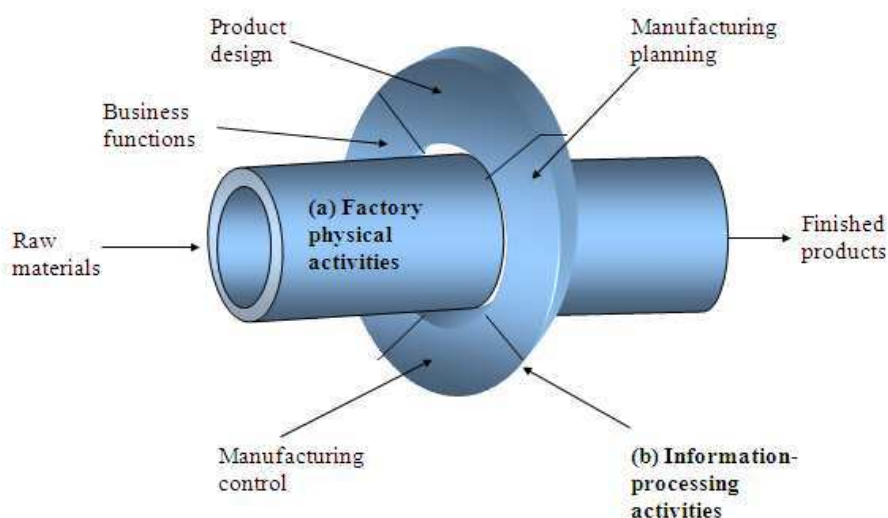 Product
design
Manufacturing
planning
Business
functions
(a) Factory
physical
activities
Raw
materials
Finished
products
Manufacturing
control
(b) Information-
processing
activities